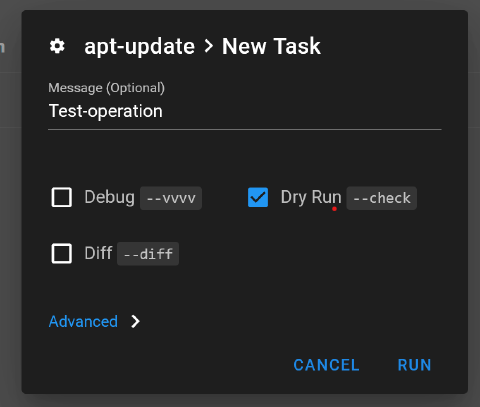 apt-update > New Task
Message (Optional)
Test-operation
Debug --vvvv
Dry Run --check
Diff --diff
Advanced >
CANCEL
RUN